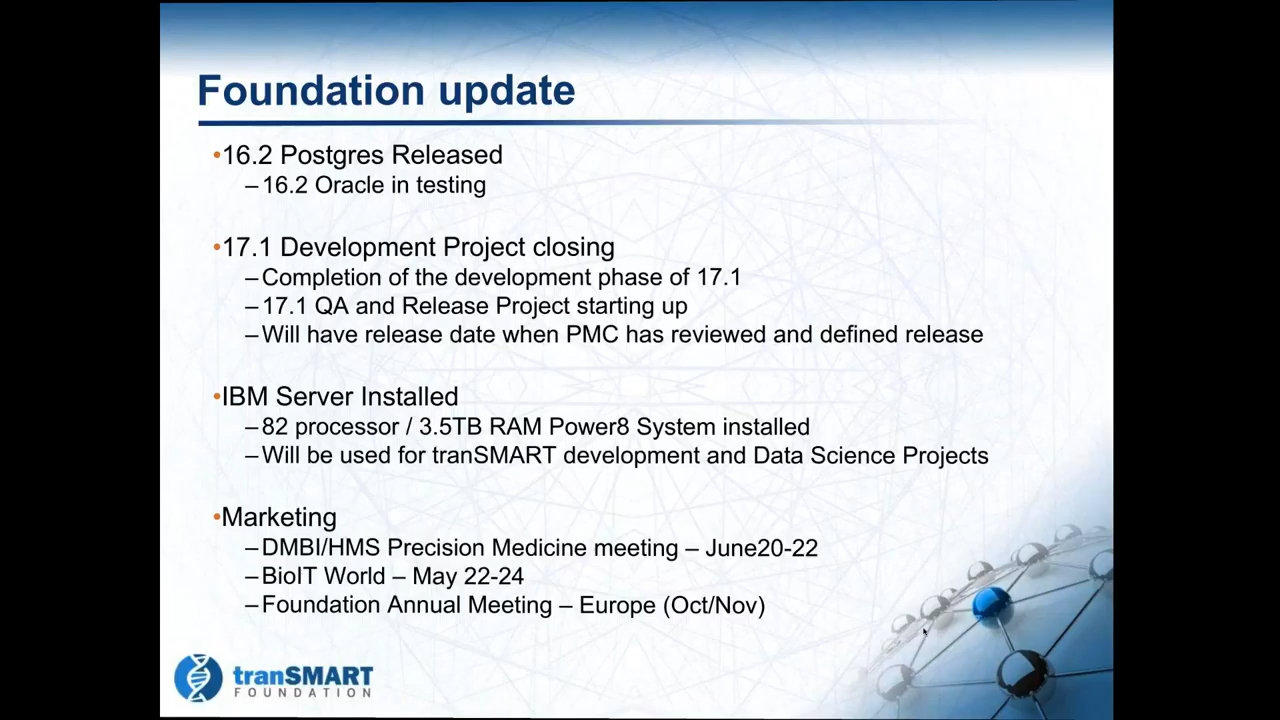 Foundation update
•16.2 Postgres Released
–16.2 Oracle in testing
•17.1 Development Project closing
–Completion of the development phase of 17.1
–17.1 QA and Release Project starting up
–Will have release date when PMC has reviewed and defined release
•IBM Server Installed
–82 processor / 3.5TB RAM Power8 System installed
–Will be used for tranSMART development and Data Science Projects
•Marketing
–DMBI/HMS Precision Medicine meeting – June20-22
–BioIT World – May 22-24
–Foundation Annual Meeting – Europe (Oct/Nov)
tranSMART
FOUNDATION